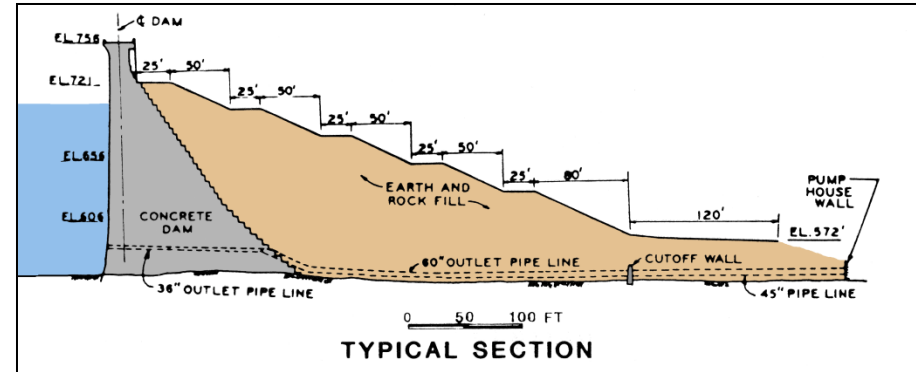 ℄ DAM
EL.756
25' 50'
EL.721
25' 50'
25' 50'
25' 50'
EL.656
25' 80'
PUMP
HOUSE
WALL
EARTH AND
ROCK FILL
120'
EL.606
CONCRETE
DAM
EL.572'
60" OUTLET PIPE LINE
CUTOFF WALL
36" OUTLET PIPE LINE
45" PIPE LINE
0 50 100 FT
TYPICAL SECTION